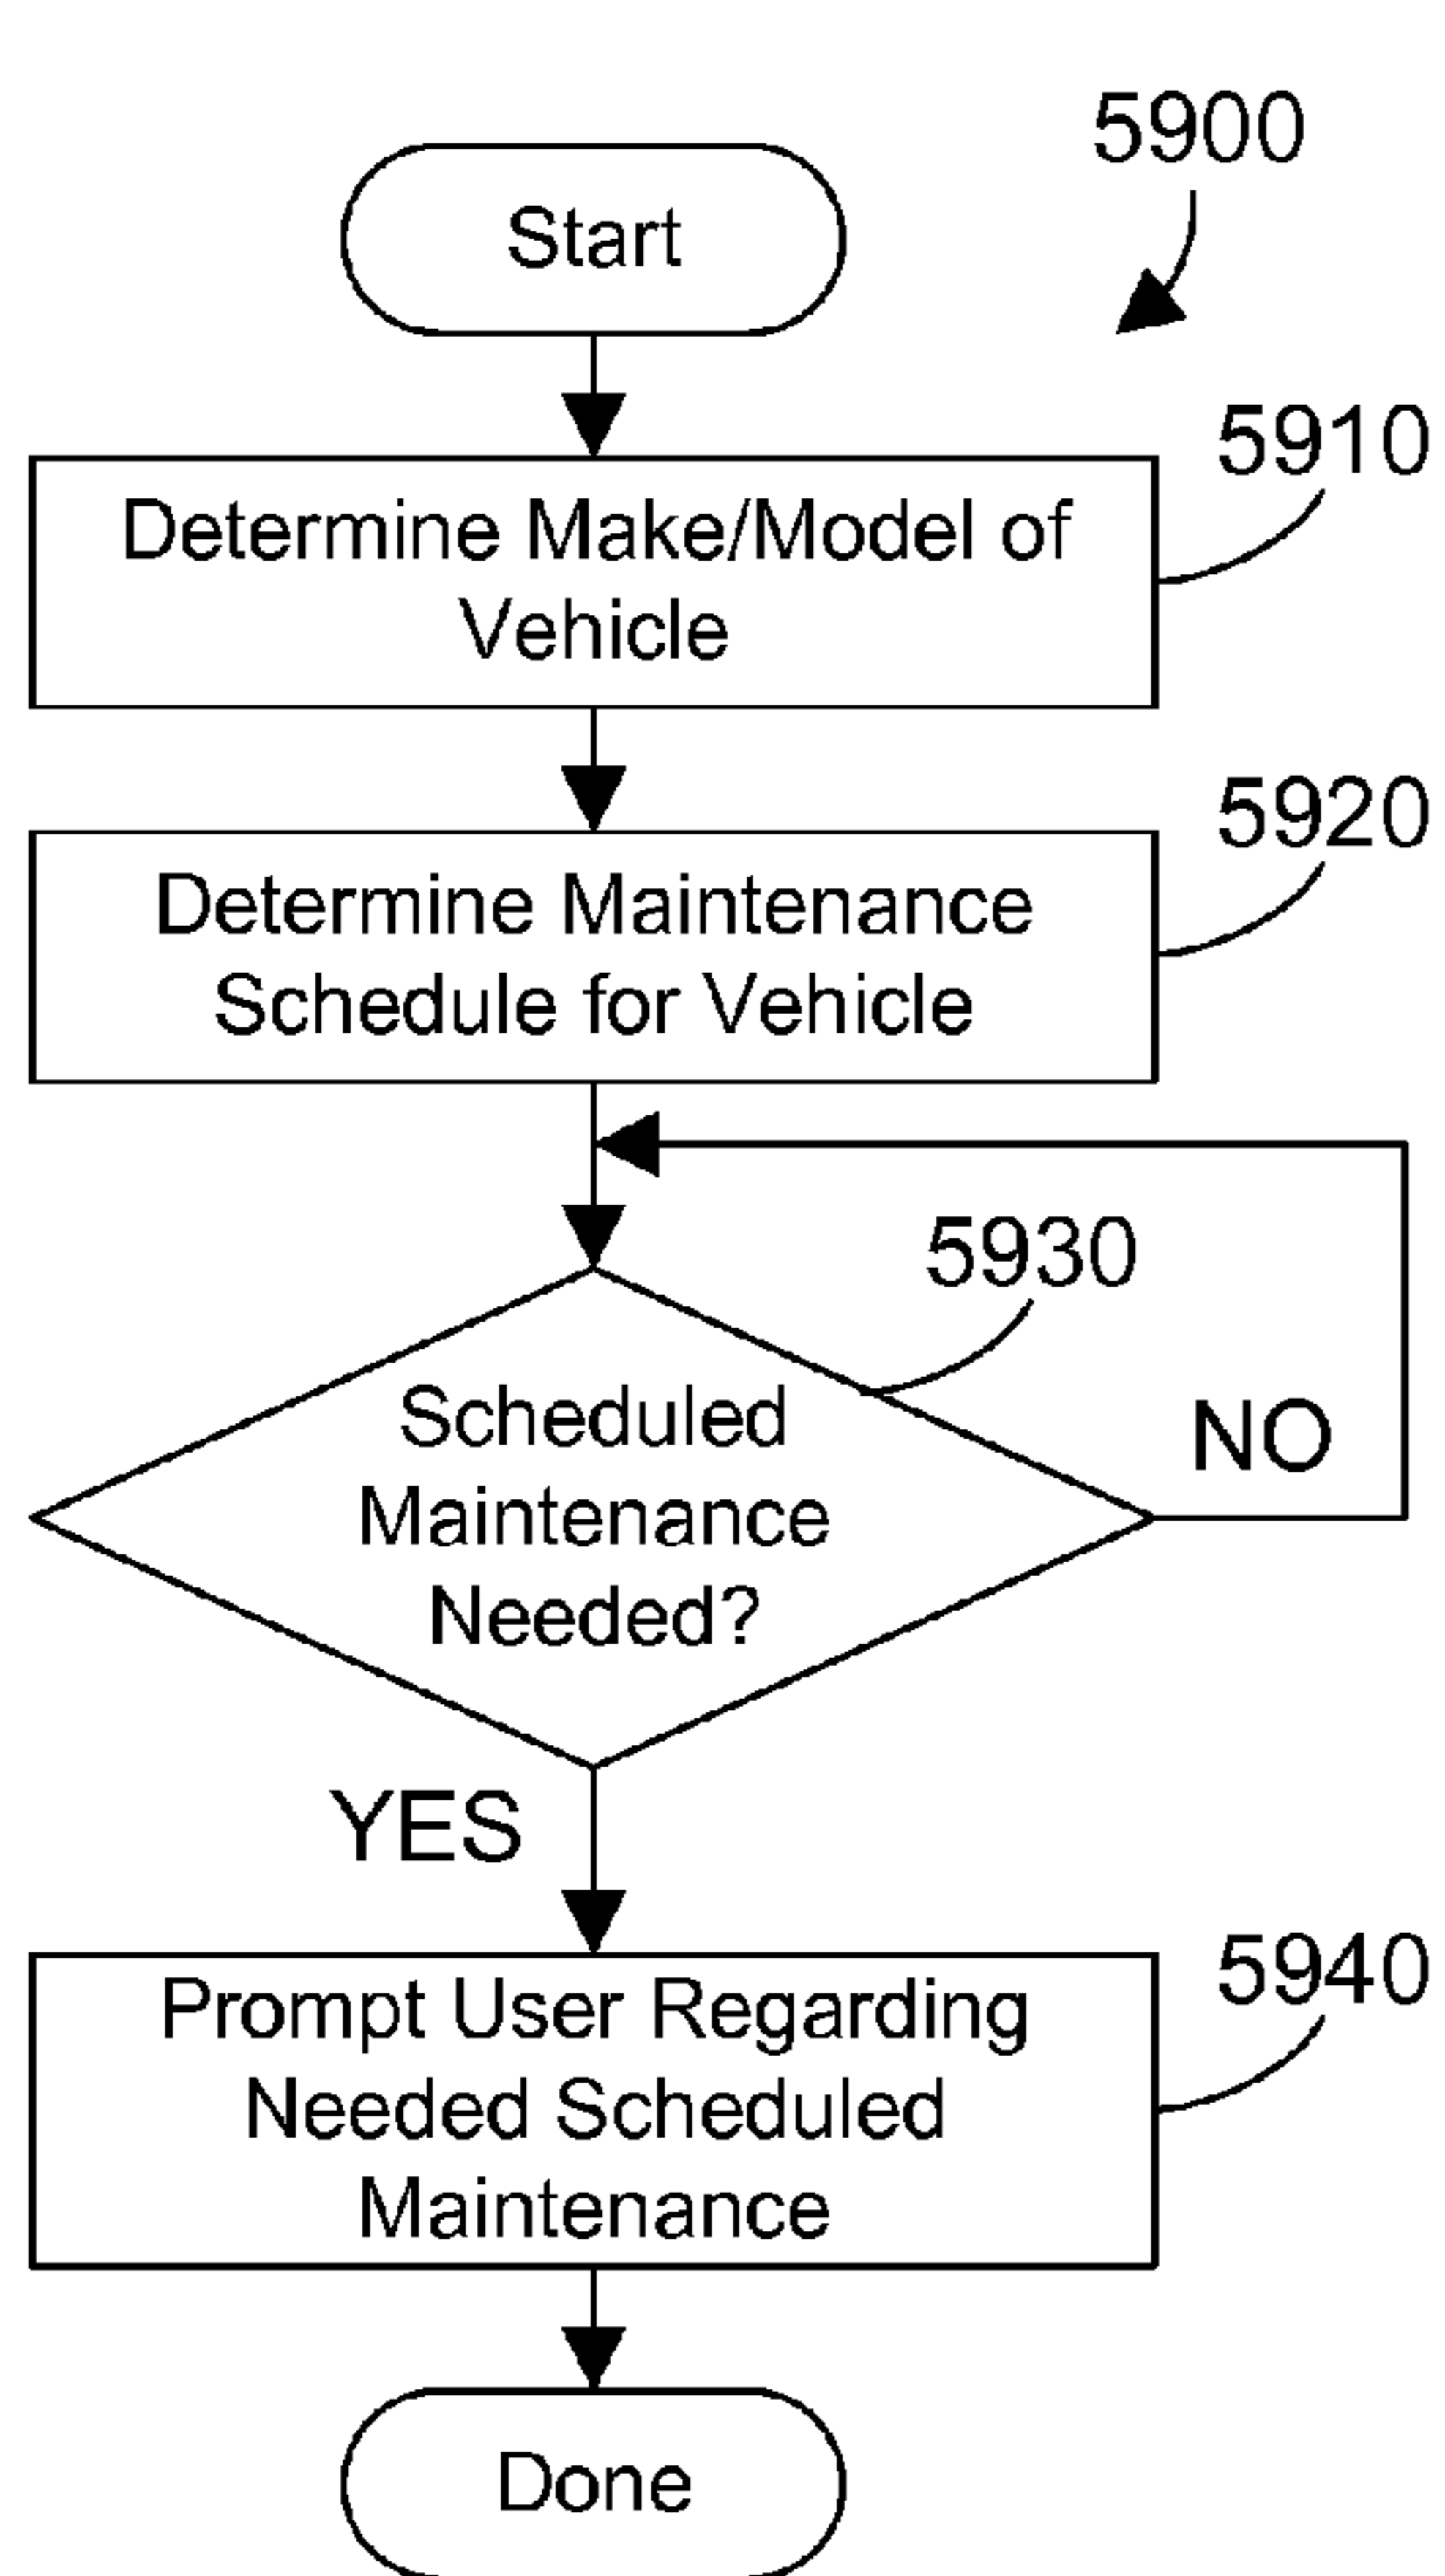 5900
Start
5910
Determine Make/Model of
Vehicle
5920
Determine Maintenance
Schedule for Vehicle
5930
Scheduled
Maintenance
Needed?
NO
YES
5940
Prompt User Regarding
Needed Scheduled
Maintenance
Done